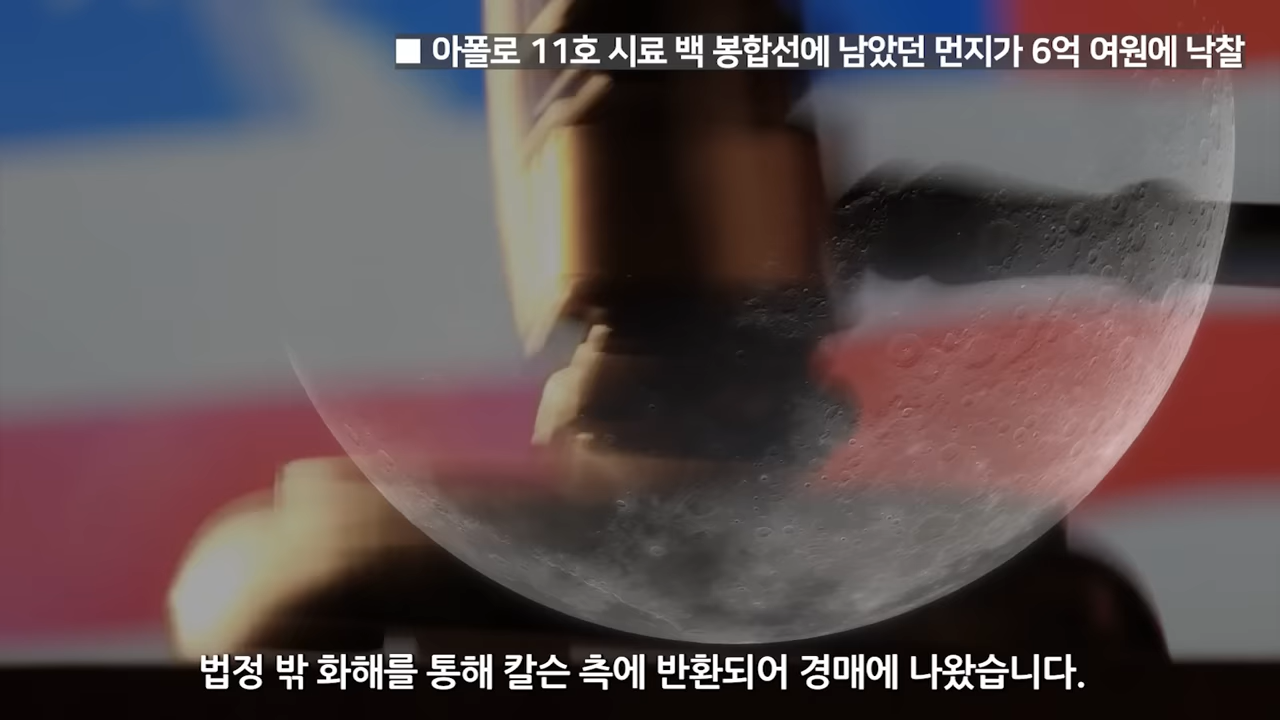 ■ 아폴로 11호 시료 백 봉합선에 남았던 먼지가 6억 여원에 낙찰
법정 밖 화해를 통해 칼슨 측에 반환되어 경매에 나왔습니다.